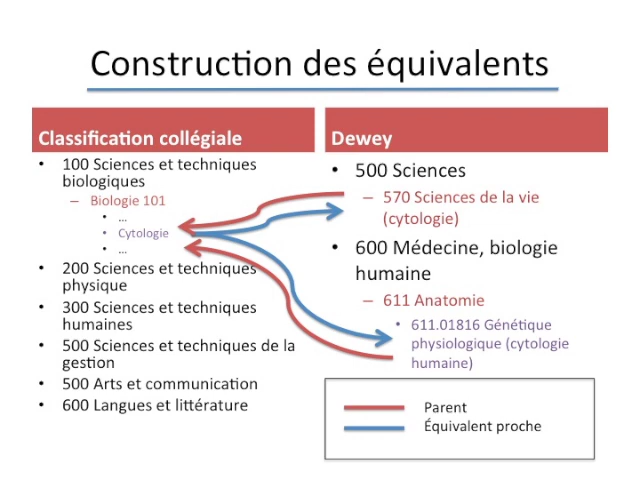 Construction des équivalents
Classification collégiale
• 100 Sciences et techniques
biologiques
– Biologie 101
• ...
• Cytologie
• ...
• 200 Sciences et techniques
physique
• 300 Sciences et techniques
humaines
• 500 Sciences et techniques de la
gestion
• 500 Arts et communication
• 600 Langues et littérature
Dewey
• 500 Sciences
– 570 Sciences de la vie
(cytologie)
• 600 Médecine, biologie
humaine
– 611 Anatomie
• 611.01816 Génétique
physiologique (cytologie
humaine)
Parent
Équivalent proche